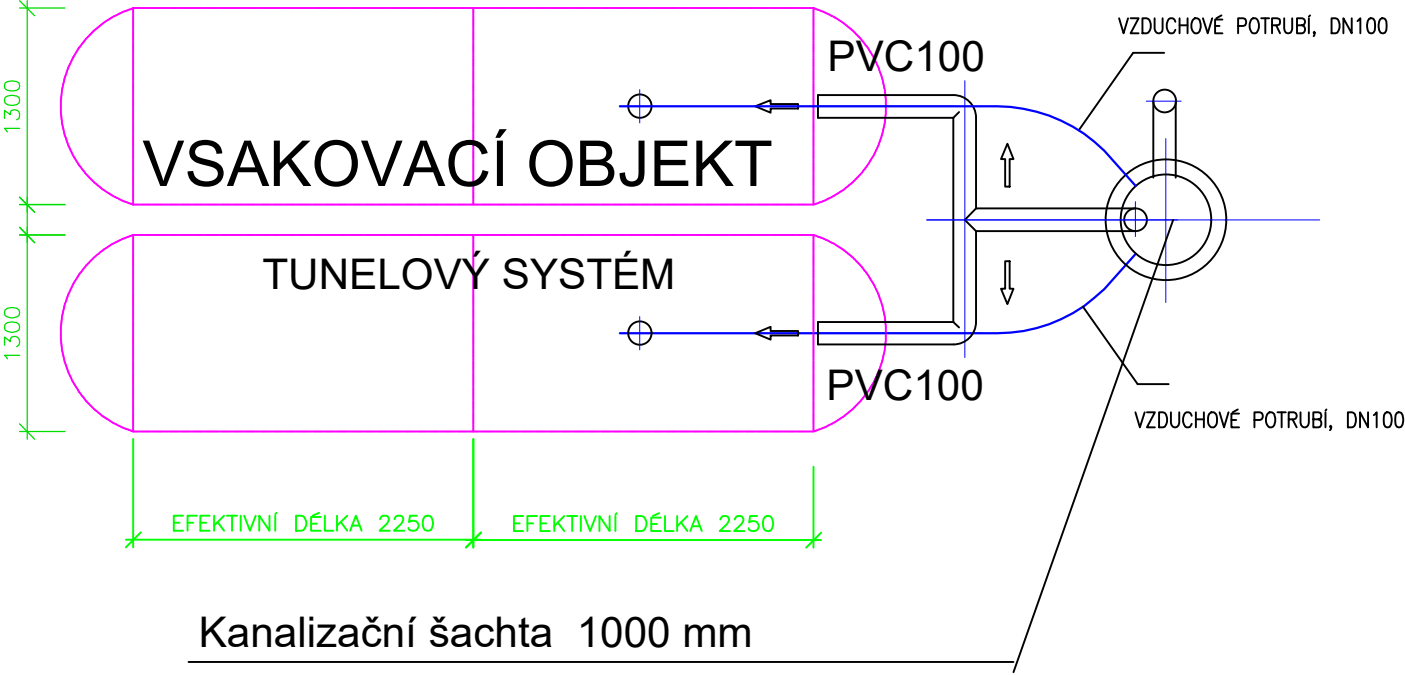 VZDUCHOVÉ POTRUBÍ, DN100
PVC100
1300
VSAKOVACÍ OBJEKT
TUNELOVÝ SYSTÉM
1300
PVC100
VZDUCHOVÉ POTRUBÍ, DN100
EFEKTIVNÍ DÉLKA 2250
EFEKTIVNÍ DÉLKA 2250
Kanalizační šachta 1000 mm